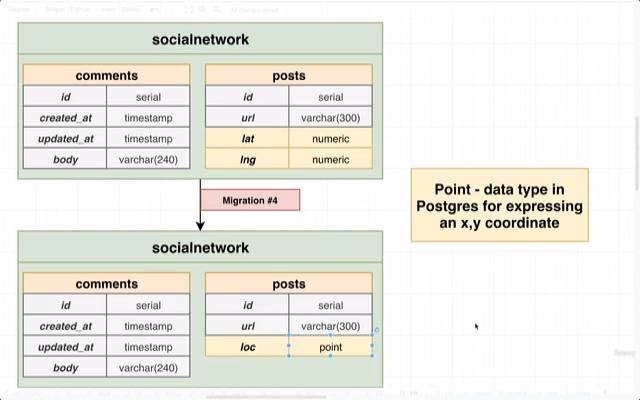 socialnetwork
comments
posts
id serial
id serial
created_at timestamp
url varchar(300)
updated_at timestamp
lat numeric
body varchar(240)
lng numeric
Migration #4
Point - data type in
Postgres for expressing
an x,y coordinate
socialnetwork
comments
posts
id serial
id serial
created_at timestamp
url varchar(300)
updated_at timestamp
loc point
body varchar(240)